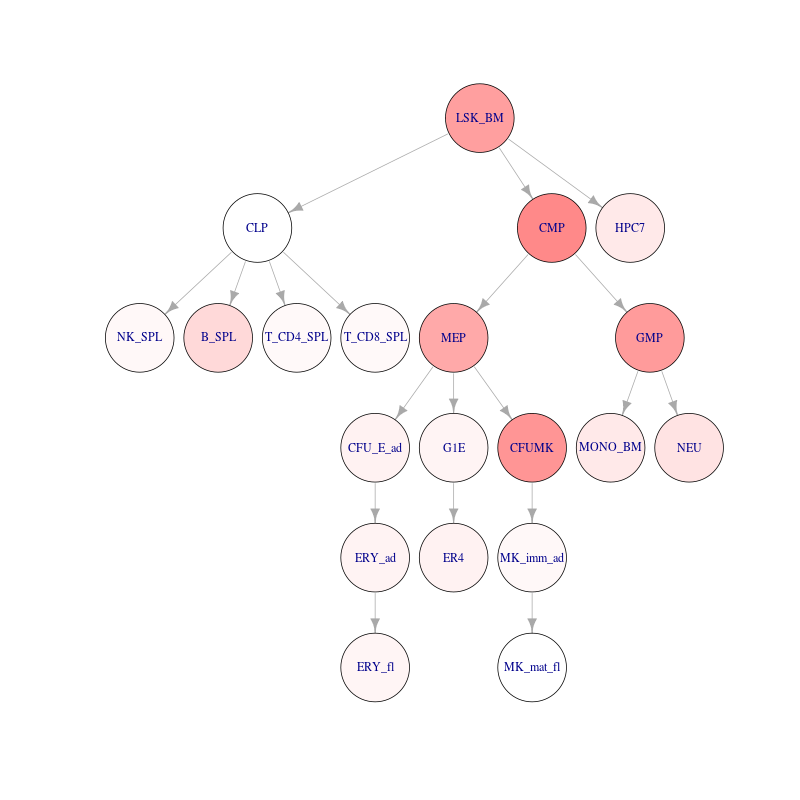 LSK_BM
CLP
CMP
HPC7
NK_SPL
B_SPL
T_CD4_SPL
T_CD8_SPL
MEP
GMP
CFU_E_ad
G1E
CFUMK
MONO_BM
NEU
ERY_ad
ER4
MK_imm_ad
ERY_fl
MK_mat_fl